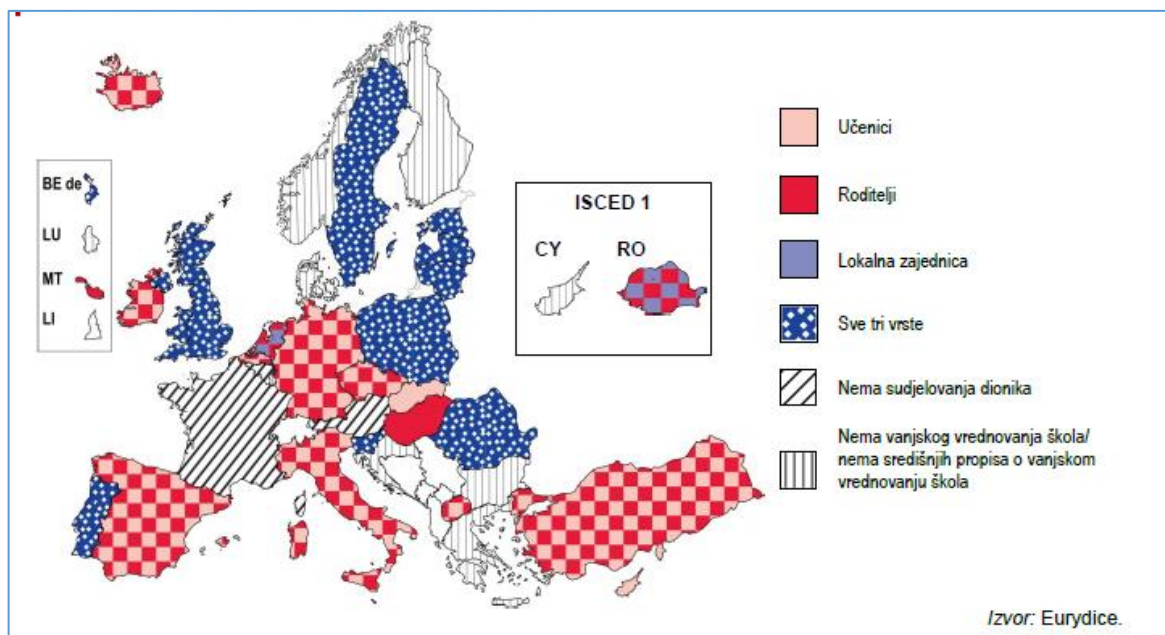 BE de
LU
MT
LI
ISCED 1
CY RO
Učenici
Roditelji
Lokalna zajednica
Sve tri vrste
Nema sudjelovanja dionika
Nema vanjskog vrednovanja škola/
nema središnjih propisa o vanjskom
vrednovanju škola
Izvor: Eurydice.